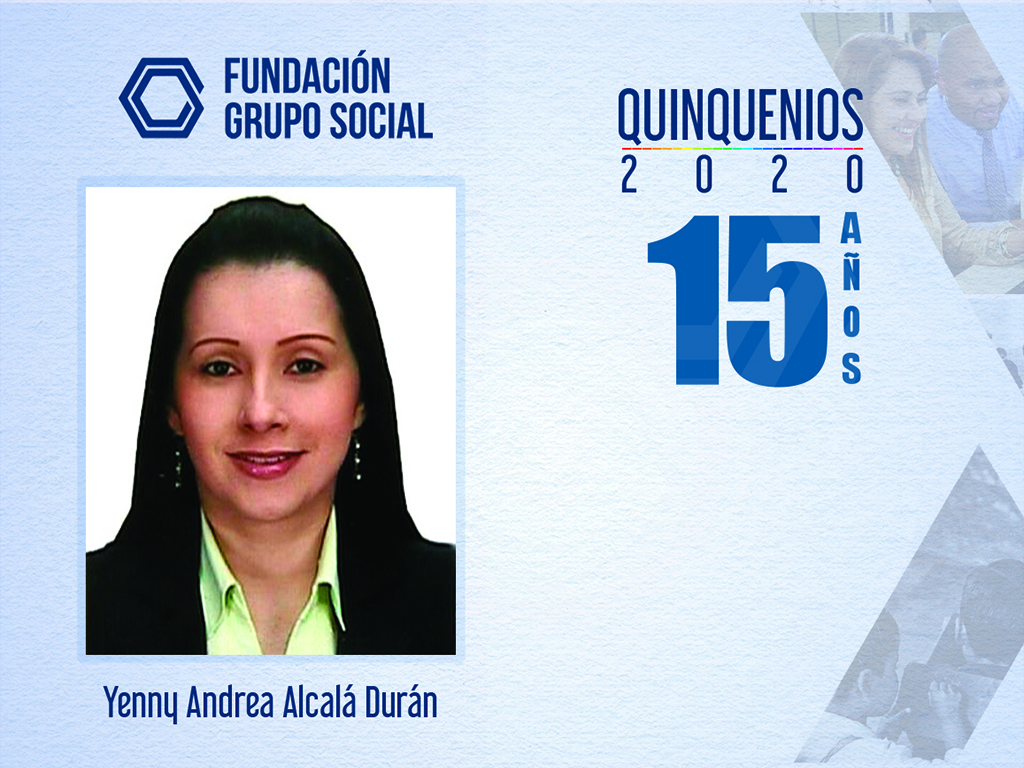 FUNDACIÓN
GRUPO SOCIAL
QUINQUENIOS
2020
15
AÑOS
Yenny Andrea Alcalá Durán